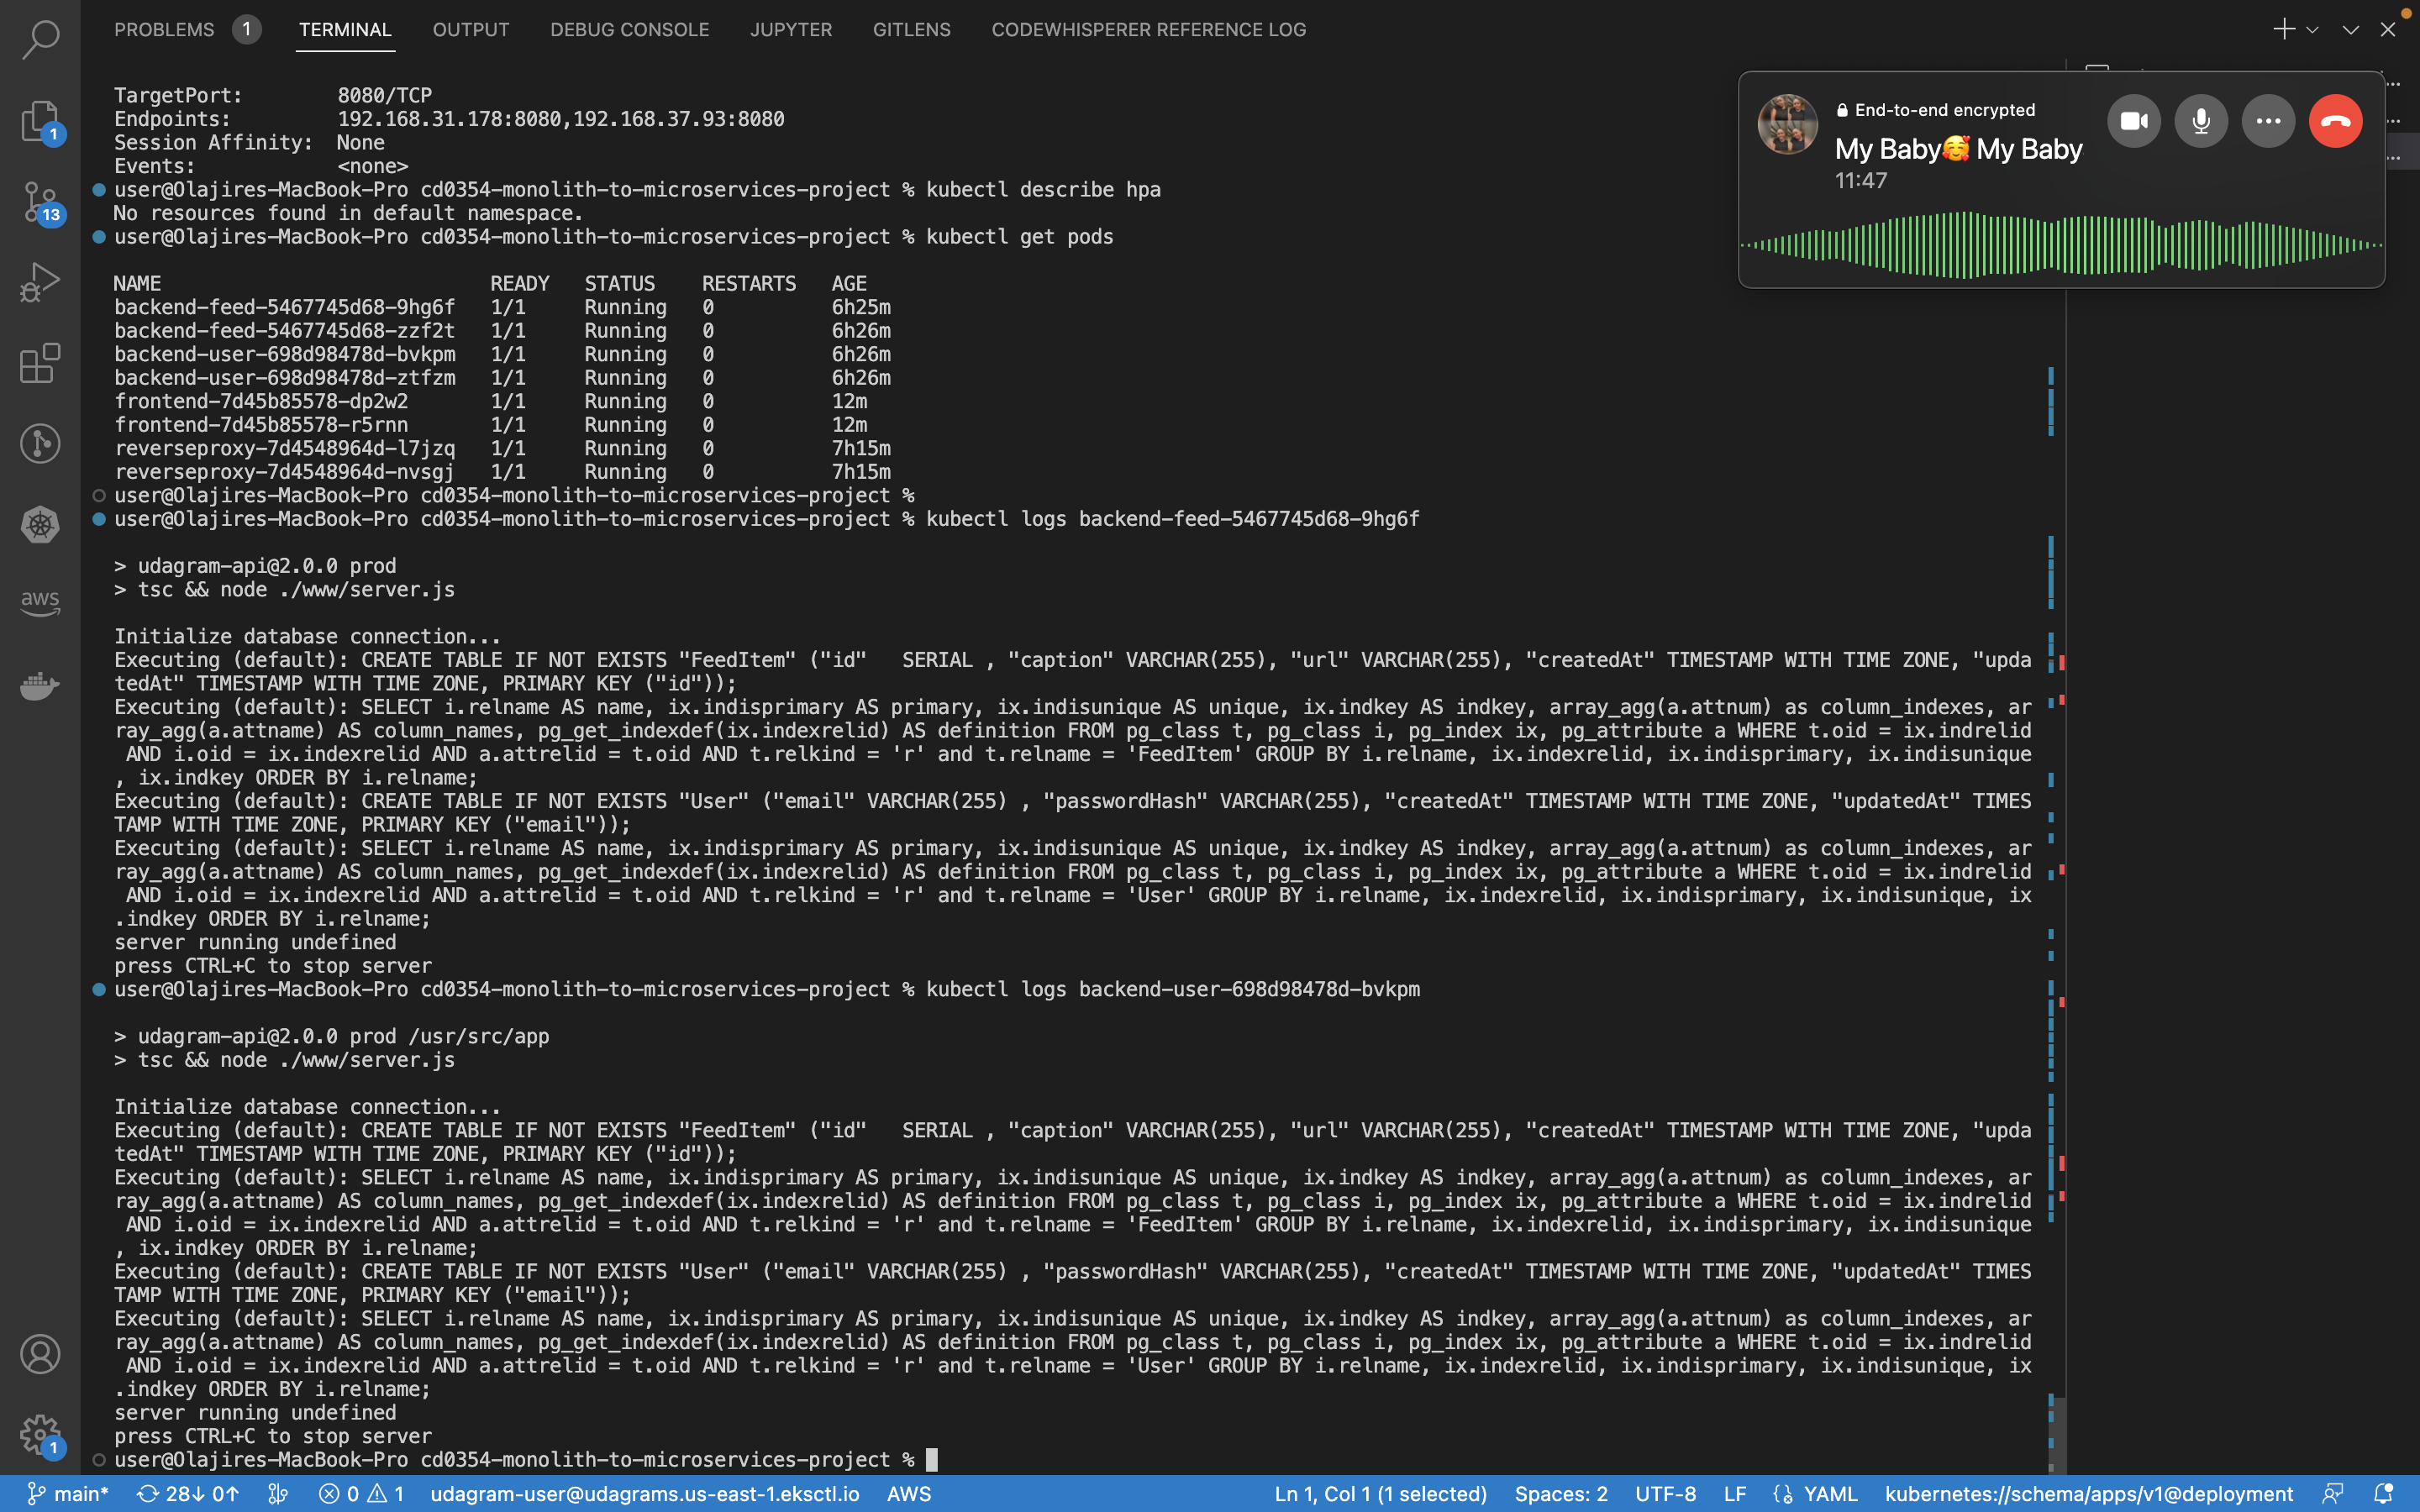 PROBLEMS 1 TERMINAL OUTPUT DEBUG CONSOLE JUPYTER GITLENS CODEWHISPERER REFERENCE LOG
TargetPort: 8080/TCP
Endpoints: 192.168.31.178:8080,192.168.37.93:8080
Session Affinity: None
Events: <none>
user@Olajires-MacBook-Pro cd0354-monolith-to-microservices-project % kubectl describe hpa
No resources found in default namespace.
user@Olajires-MacBook-Pro cd0354-monolith-to-microservices-project % kubectl get pods
NAME READY STATUS RESTARTS AGE
backend-feed-5467745d68-9hg6f 1/1 Running 0 6h25m
backend-feed-5467745d68-zzf2t 1/1 Running 0 6h26m
backend-user-698d98478d-bvkpm 1/1 Running 0 6h26m
backend-user-698d98478d-ztfzm 1/1 Running 0 6h26m
frontend-7d45b85578-dp2w2 1/1 Running 0 12m
frontend-7d45b85578-r5rnn 1/1 Running 0 12m
reverseproxy-7d4548964d-l7jzq 1/1 Running 0 7h15m
reverseproxy-7d4548964d-nvsgj 1/1 Running 0 7h15m
user@Olajires-MacBook-Pro cd0354-monolith-to-microservices-project %
user@Olajires-MacBook-Pro cd0354-monolith-to-microservices-project % kubectl logs backend-feed-5467745d68-9hg6f
> udagram-api@2.0.0 prod
> tsc && node ./www/server.js
Initialize database connection...
Executing (default): CREATE TABLE IF NOT EXISTS "FeedItem" ("id"   SERIAL , "caption" VARCHAR(255), "url" VARCHAR(255), "createdAt" TIMESTAMP WITH TIME ZONE, "upda
tedAt" TIMESTAMP WITH TIME ZONE, PRIMARY KEY ("id"));
Executing (default): SELECT i.relname AS name, ix.indisprimary AS primary, ix.indisunique AS unique, ix.indkey AS indkey, array_agg(a.attnum) as column_indexes, ar
ray_agg(a.attname) AS column_names, pg_get_indexdef(ix.indexrelid) AS definition FROM pg_class t, pg_class i, pg_index ix, pg_attribute a WHERE t.oid = ix.indrelid
AND i.oid = ix.indexrelid AND a.attrelid = t.oid AND t.relkind = 'r' and t.relname = 'FeedItem' GROUP BY i.relname, ix.indexrelid, ix.indisprimary, ix.indisunique
, ix.indkey ORDER BY i.relname;
Executing (default): CREATE TABLE IF NOT EXISTS "User" ("email" VARCHAR(255) , "passwordHash" VARCHAR(255), "createdAt" TIMESTAMP WITH TIME ZONE, "updatedAt" TIMES
TAMP WITH TIME ZONE, PRIMARY KEY ("email"));
Executing (default): SELECT i.relname AS name, ix.indisprimary AS primary, ix.indisunique AS unique, ix.indkey AS indkey, array_agg(a.attnum) as column_indexes, ar
ray_agg(a.attname) AS column_names, pg_get_indexdef(ix.indexrelid) AS definition FROM pg_class t, pg_class i, pg_index ix, pg_attribute a WHERE t.oid = ix.indrelid
AND i.oid = ix.indexrelid AND a.attrelid = t.oid AND t.relkind = 'r' and t.relname = 'User' GROUP BY i.relname, ix.indexrelid, ix.indisprimary, ix.indisunique, ix
.indkey ORDER BY i.relname;
server running undefined
press CTRL+C to stop server
user@Olajires-MacBook-Pro cd0354-monolith-to-microservices-project % kubectl logs backend-user-698d98478d-bvkpm
> udagram-api@2.0.0 prod /usr/src/app
> tsc && node ./www/server.js
Initialize database connection...
Executing (default): CREATE TABLE IF NOT EXISTS "FeedItem" ("id"   SERIAL , "caption" VARCHAR(255), "url" VARCHAR(255), "createdAt" TIMESTAMP WITH TIME ZONE, "upda
tedAt" TIMESTAMP WITH TIME ZONE, PRIMARY KEY ("id"));
Executing (default): SELECT i.relname AS name, ix.indisprimary AS primary, ix.indisunique AS unique, ix.indkey AS indkey, array_agg(a.attnum) as column_indexes, ar
ray_agg(a.attname) AS column_names, pg_get_indexdef(ix.indexrelid) AS definition FROM pg_class t, pg_class i, pg_index ix, pg_attribute a WHERE t.oid = ix.indrelid
AND i.oid = ix.indexrelid AND a.attrelid = t.oid AND t.relkind = 'r' and t.relname = 'FeedItem' GROUP BY i.relname, ix.indexrelid, ix.indisprimary, ix.indisunique
, ix.indkey ORDER BY i.relname;
Executing (default): CREATE TABLE IF NOT EXISTS "User" ("email" VARCHAR(255) , "passwordHash" VARCHAR(255), "createdAt" TIMESTAMP WITH TIME ZONE, "updatedAt" TIMES
TAMP WITH TIME ZONE, PRIMARY KEY ("email"));
Executing (default): SELECT i.relname AS name, ix.indisprimary AS primary, ix.indisunique AS unique, ix.indkey AS indkey, array_agg(a.attnum) as column_indexes, ar
ray_agg(a.attname) AS column_names, pg_get_indexdef(ix.indexrelid) AS definition FROM pg_class t, pg_class i, pg_index ix, pg_attribute a WHERE t.oid = ix.indrelid
AND i.oid = ix.indexrelid AND a.attrelid = t.oid AND t.relkind = 'r' and t.relname = 'User' GROUP BY i.relname, ix.indexrelid, ix.indisprimary, ix.indisunique, ix
.indkey ORDER BY i.relname;
server running undefined
press CTRL+C to stop server
user@Olajires-MacBook-Pro cd0354-monolith-to-microservices-project %
End-to-end encrypted
My Baby🥰 My Baby
11:47
1
13
aws
1
main* 28↓ 0↑ 0 1 udagram-user@udagrams.us-east-1.eksctl.io AWS Ln 1, Col 1 (1 selected) Spaces: 2 UTF-8 LF YAML kubernetes://schema/apps/v1@deployment